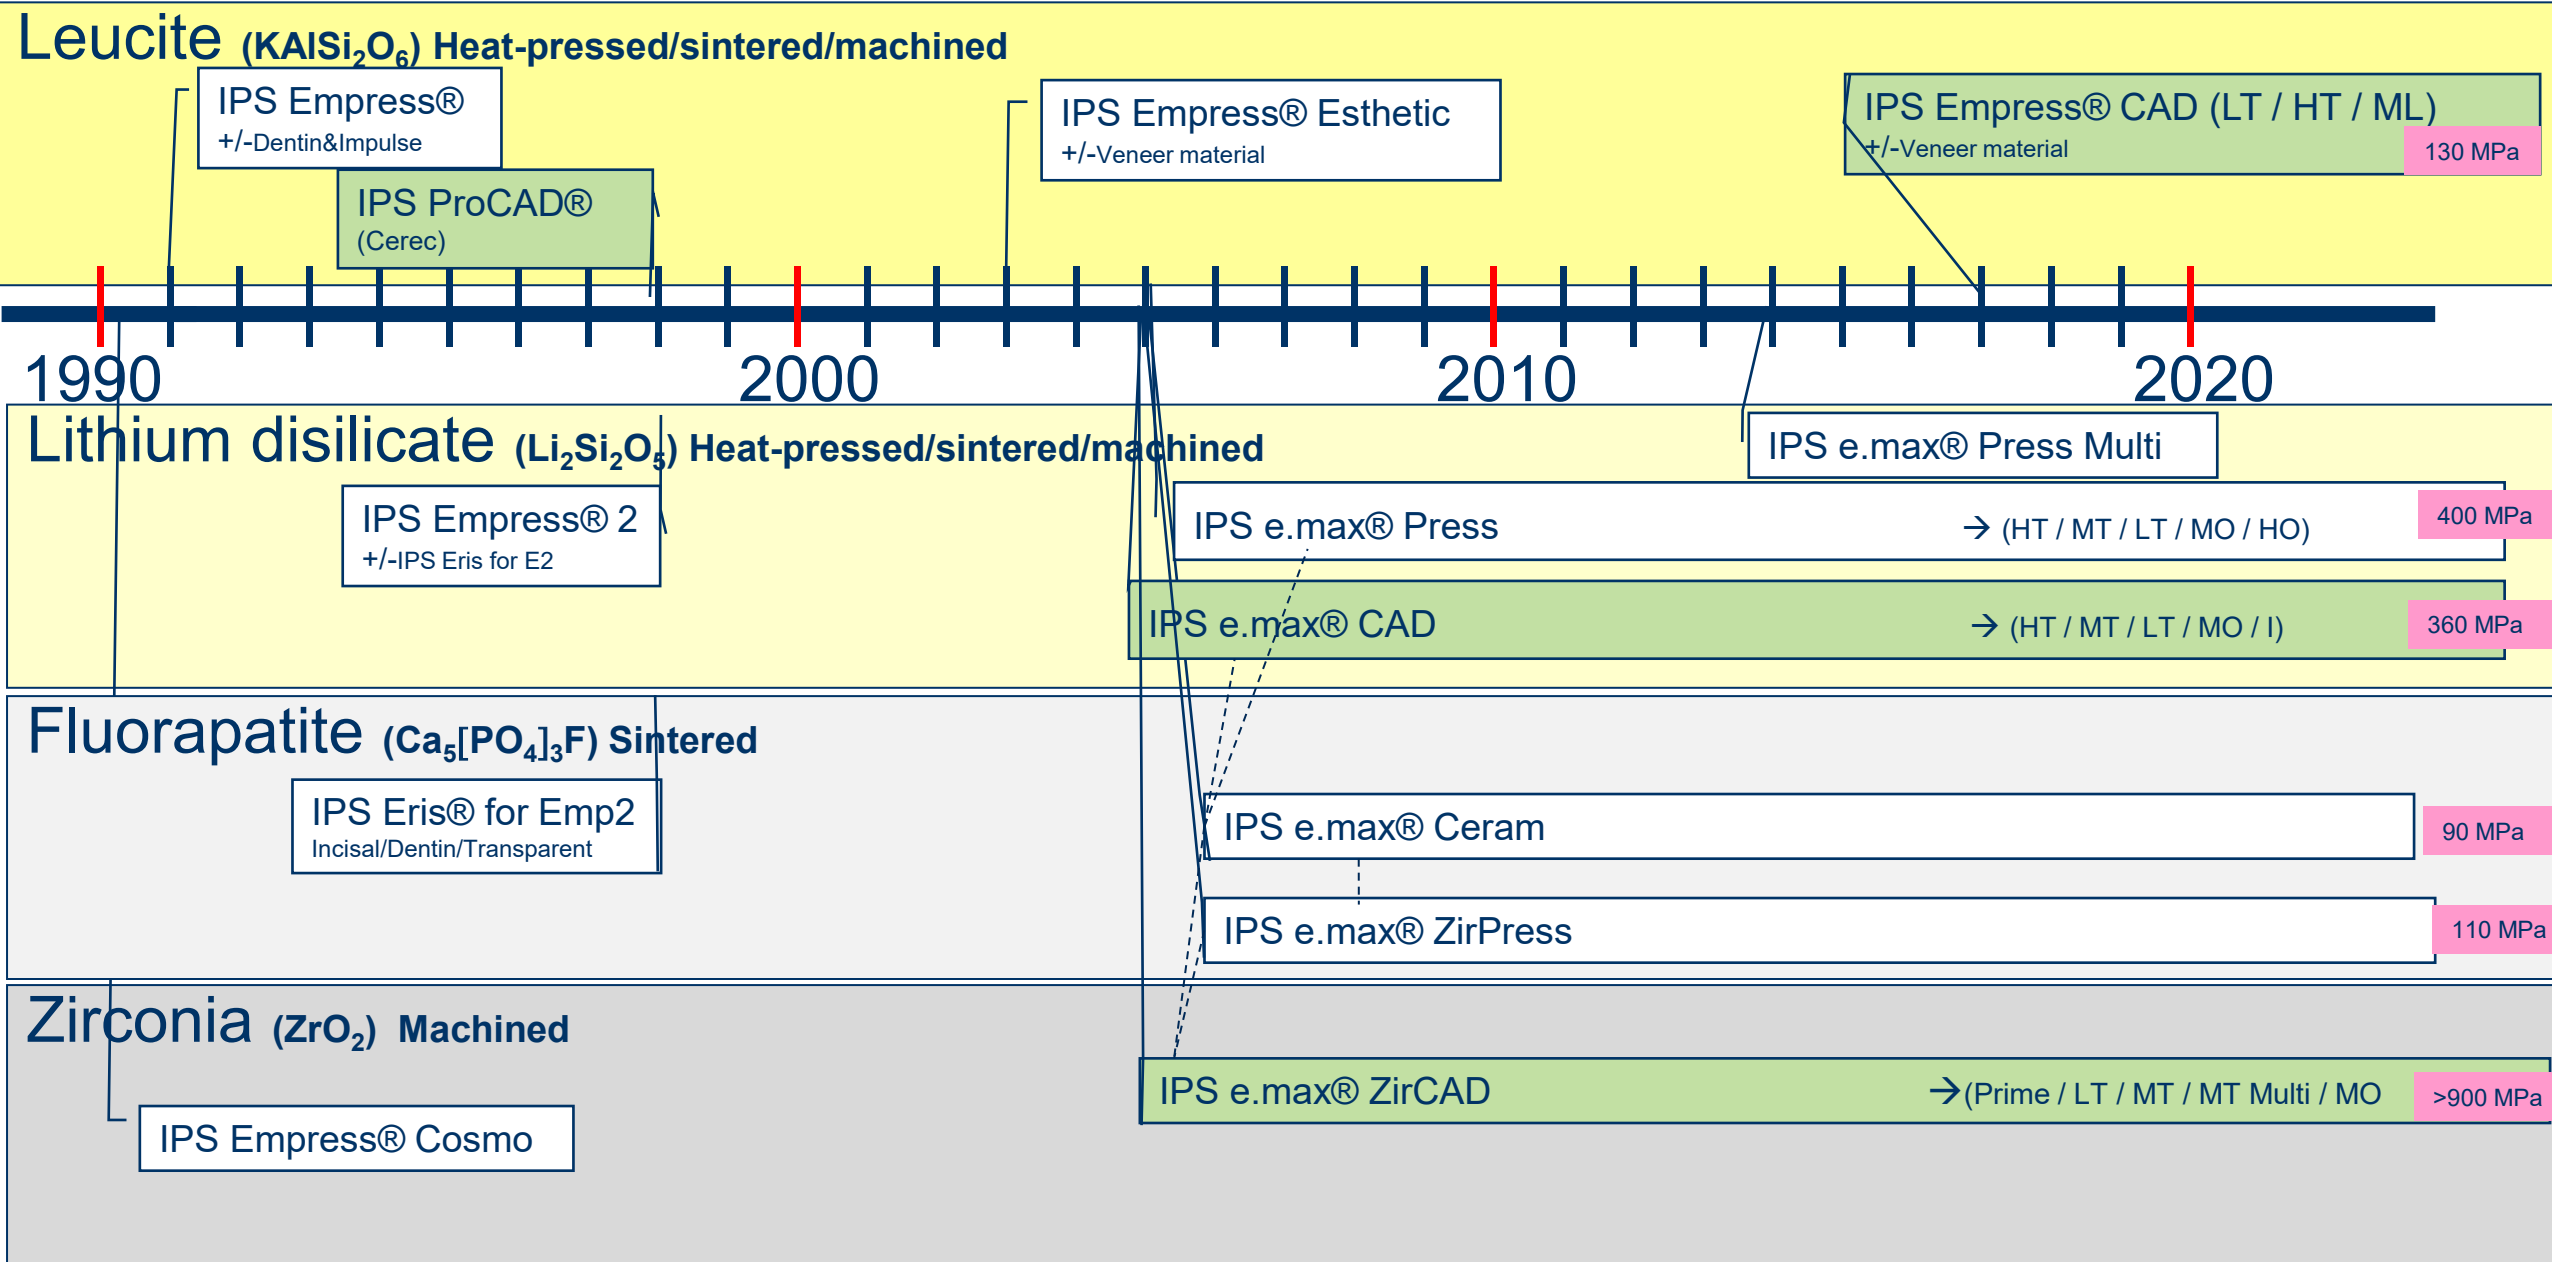 Leucite (KAlSi₂O₆) Heat-pressed/sintered/machined
IPS Empress®
+/-Dentin&Impulse
IPS ProCAD®
(Cerec)
IPS Empress® Esthetic
+/-Veneer material
IPS Empress® CAD (LT / HT / ML)
+/-Veneer material
130 MPa
1990
2000
2010
2020
Lithium disilicate (Li₂Si₂O₅) Heat-pressed/sintered/machined
IPS e.max® Press Multi
IPS Empress® 2
+/-IPS Eris for E2
IPS e.max® Press → (HT / MT / LT / MO / HO)
400 MPa
IPS e.max® CAD → (HT / MT / LT / MO / I)
360 MPa
Fluorapatite (Ca₅[PO₄]₃F) Sintered
IPS Eris® for Emp2
Incisal/Dentin/Transparent
IPS e.max® Ceram
90 MPa
IPS e.max® ZirPress
110 MPa
Zirconia (ZrO₂) Machined
IPS e.max® ZirCAD →(Prime / LT / MT / MT Multi / MO
>900 MPa
IPS Empress® Cosmo